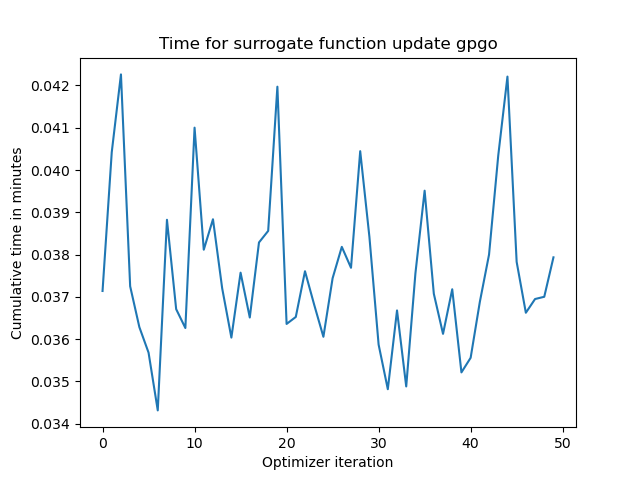 Time for surrogate function update gpgo
0.042
0.041
0.040
0.039
0.038
0.037
0.036
0.035
0.034
Cumulative time in minutes
0 10 20 30 40 50
Optimizer iteration